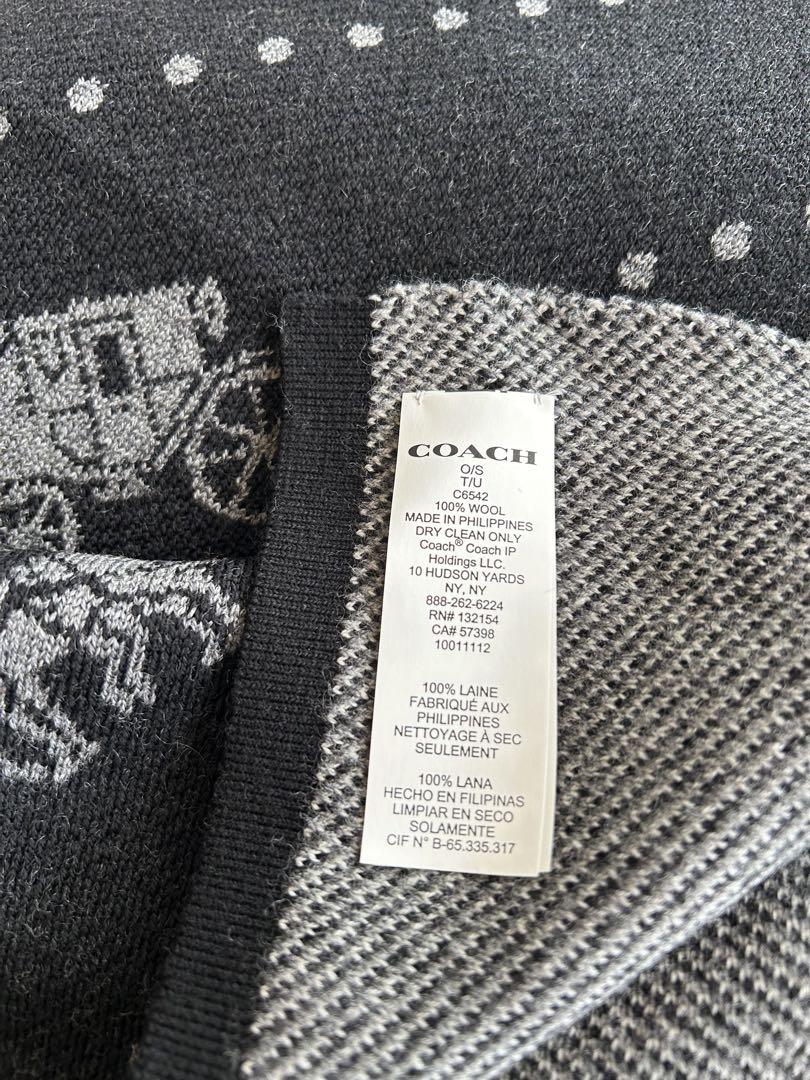 COACH
O/S
T/U
C6542
100% WOOL
MADE IN PHILIPPINES
DRY CLEAN ONLY
Coach® Coach IP
Holdings LLC.
10 HUDSON YARDS
NY, NY
888-262-6224
RN# 132154
CA# 57398
10011112
100% LAINE
FABRIQUÉ AUX
PHILIPPINES
NETTOYAGE À SEC
SEULEMENT
100% LANA
HECHO EN FILIPINAS
LIMPIAR EN SECO
SOLAMENTE
CIF N° B-65.335.317